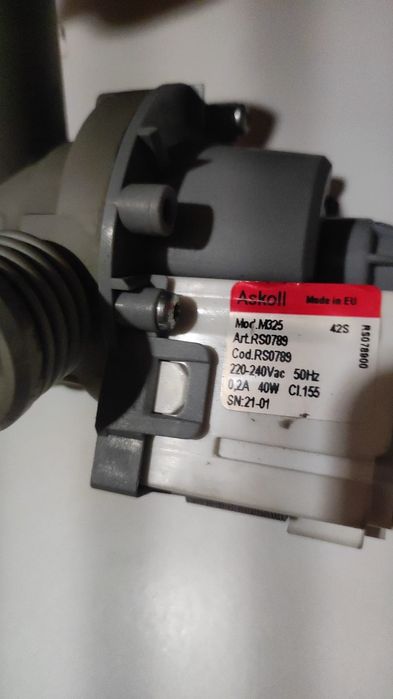 Askoll Made in EU
Mod'.M325 42S
Art.RS0789
Cod.RS0789
220-240Vac 50Hz
0,2A 40W Cl.155
SN:21-01
RS078900